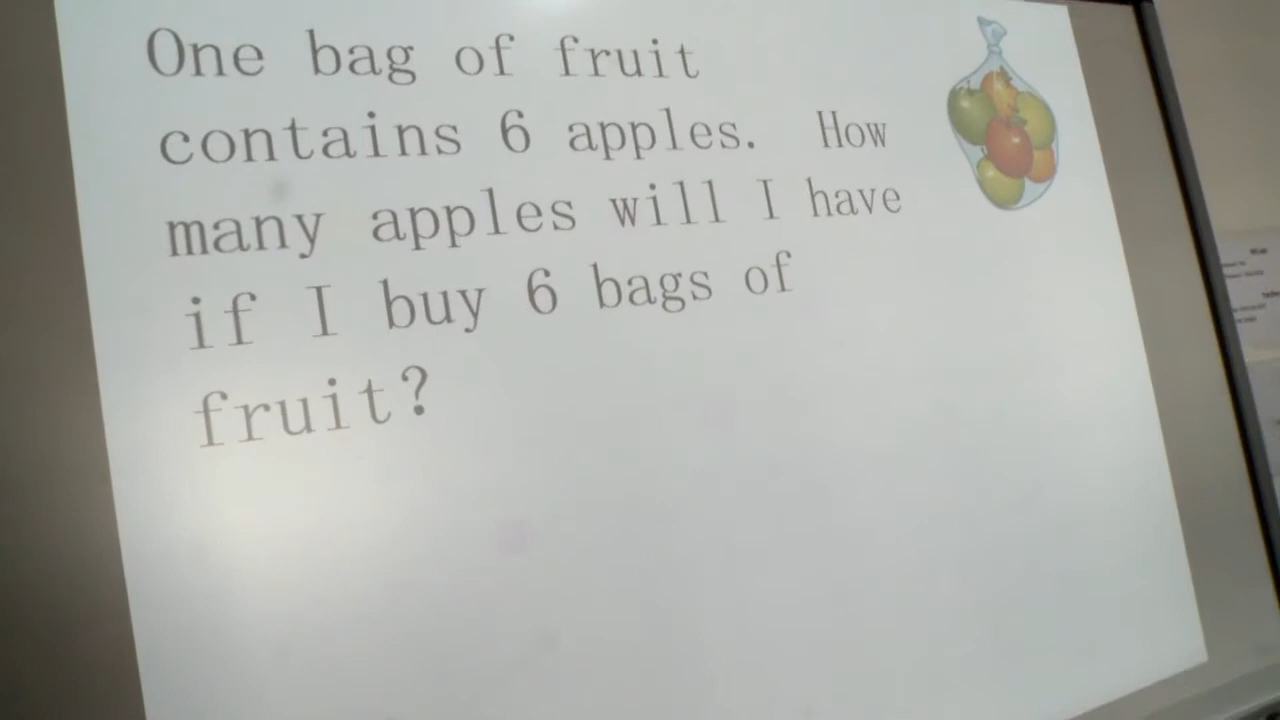 One bag of fruit
contains 6 apples. How
many apples will I have
if I buy 6 bags of
fruit?